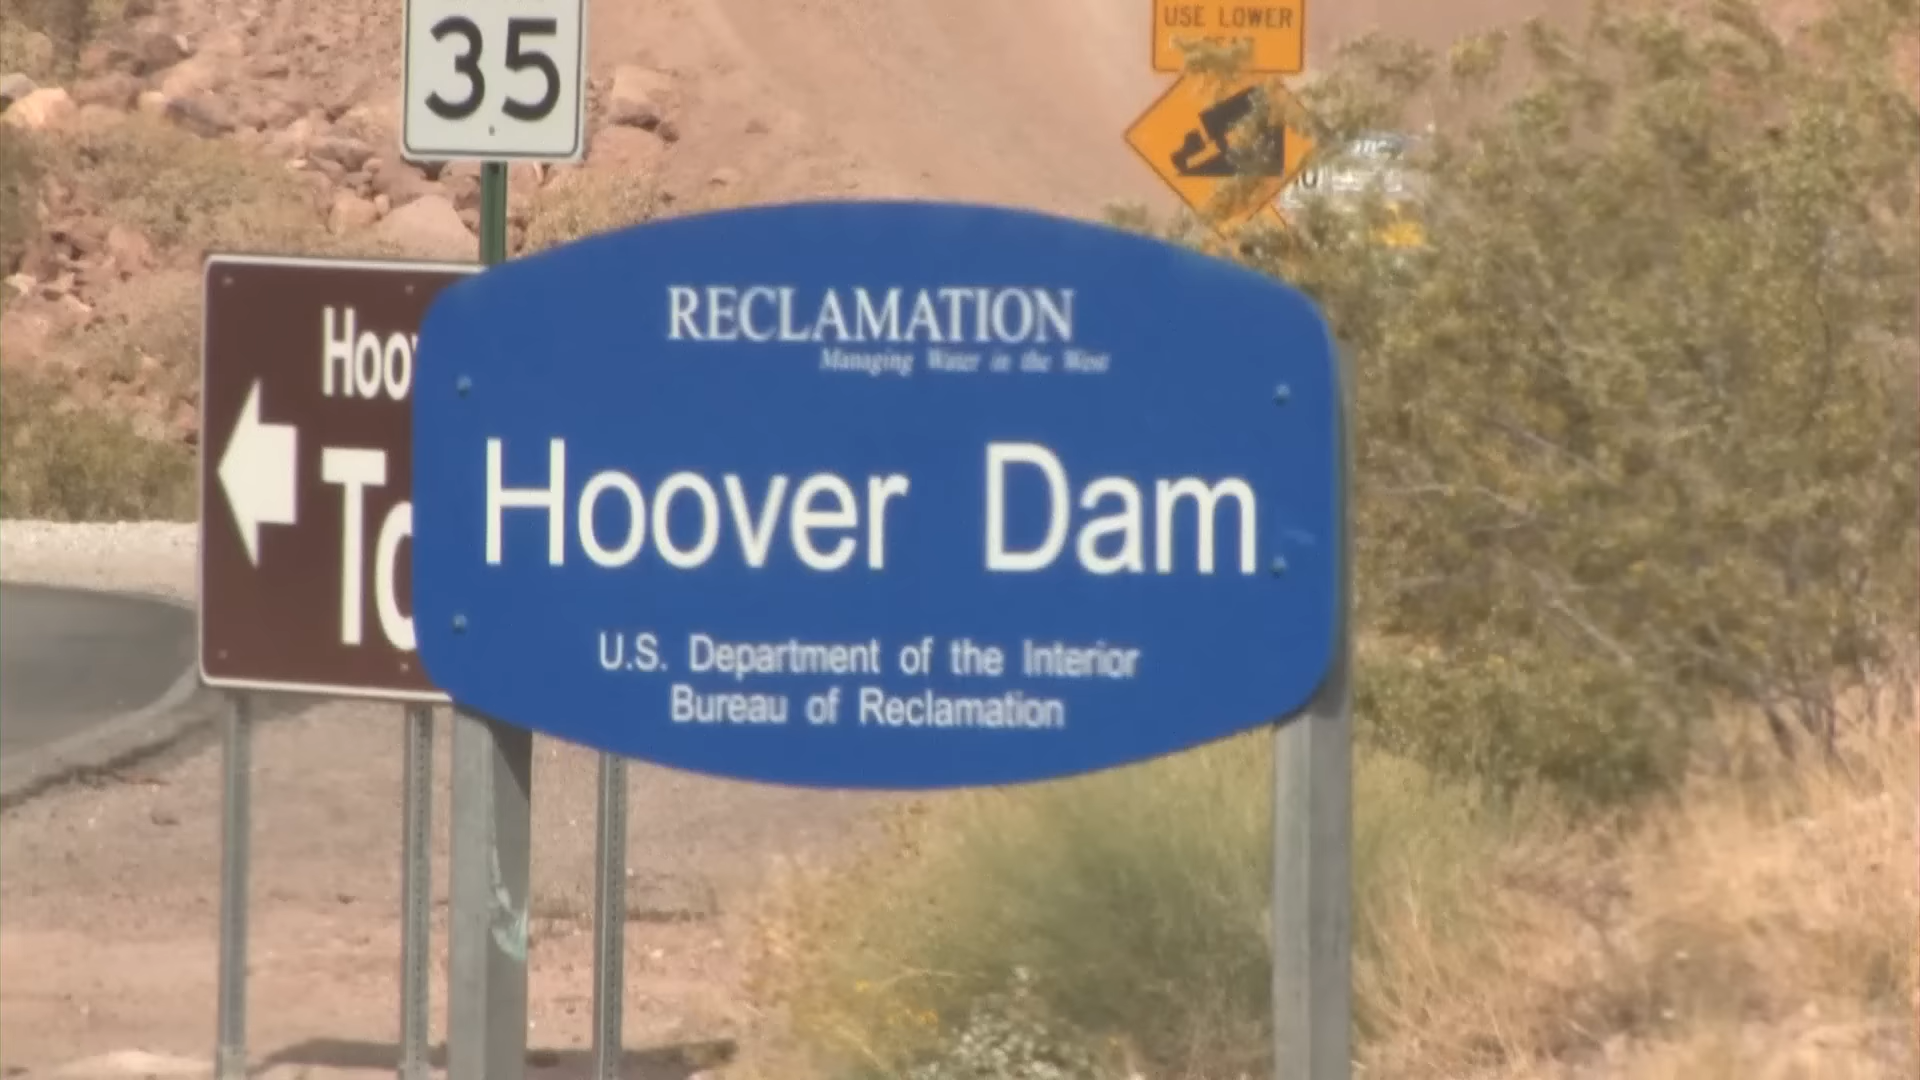 35
USE LOWER
RECLAMATION
Managing Water in the West
Hoo
To
Hoover Dam
U.S. Department of the Interior
Bureau of Reclamation